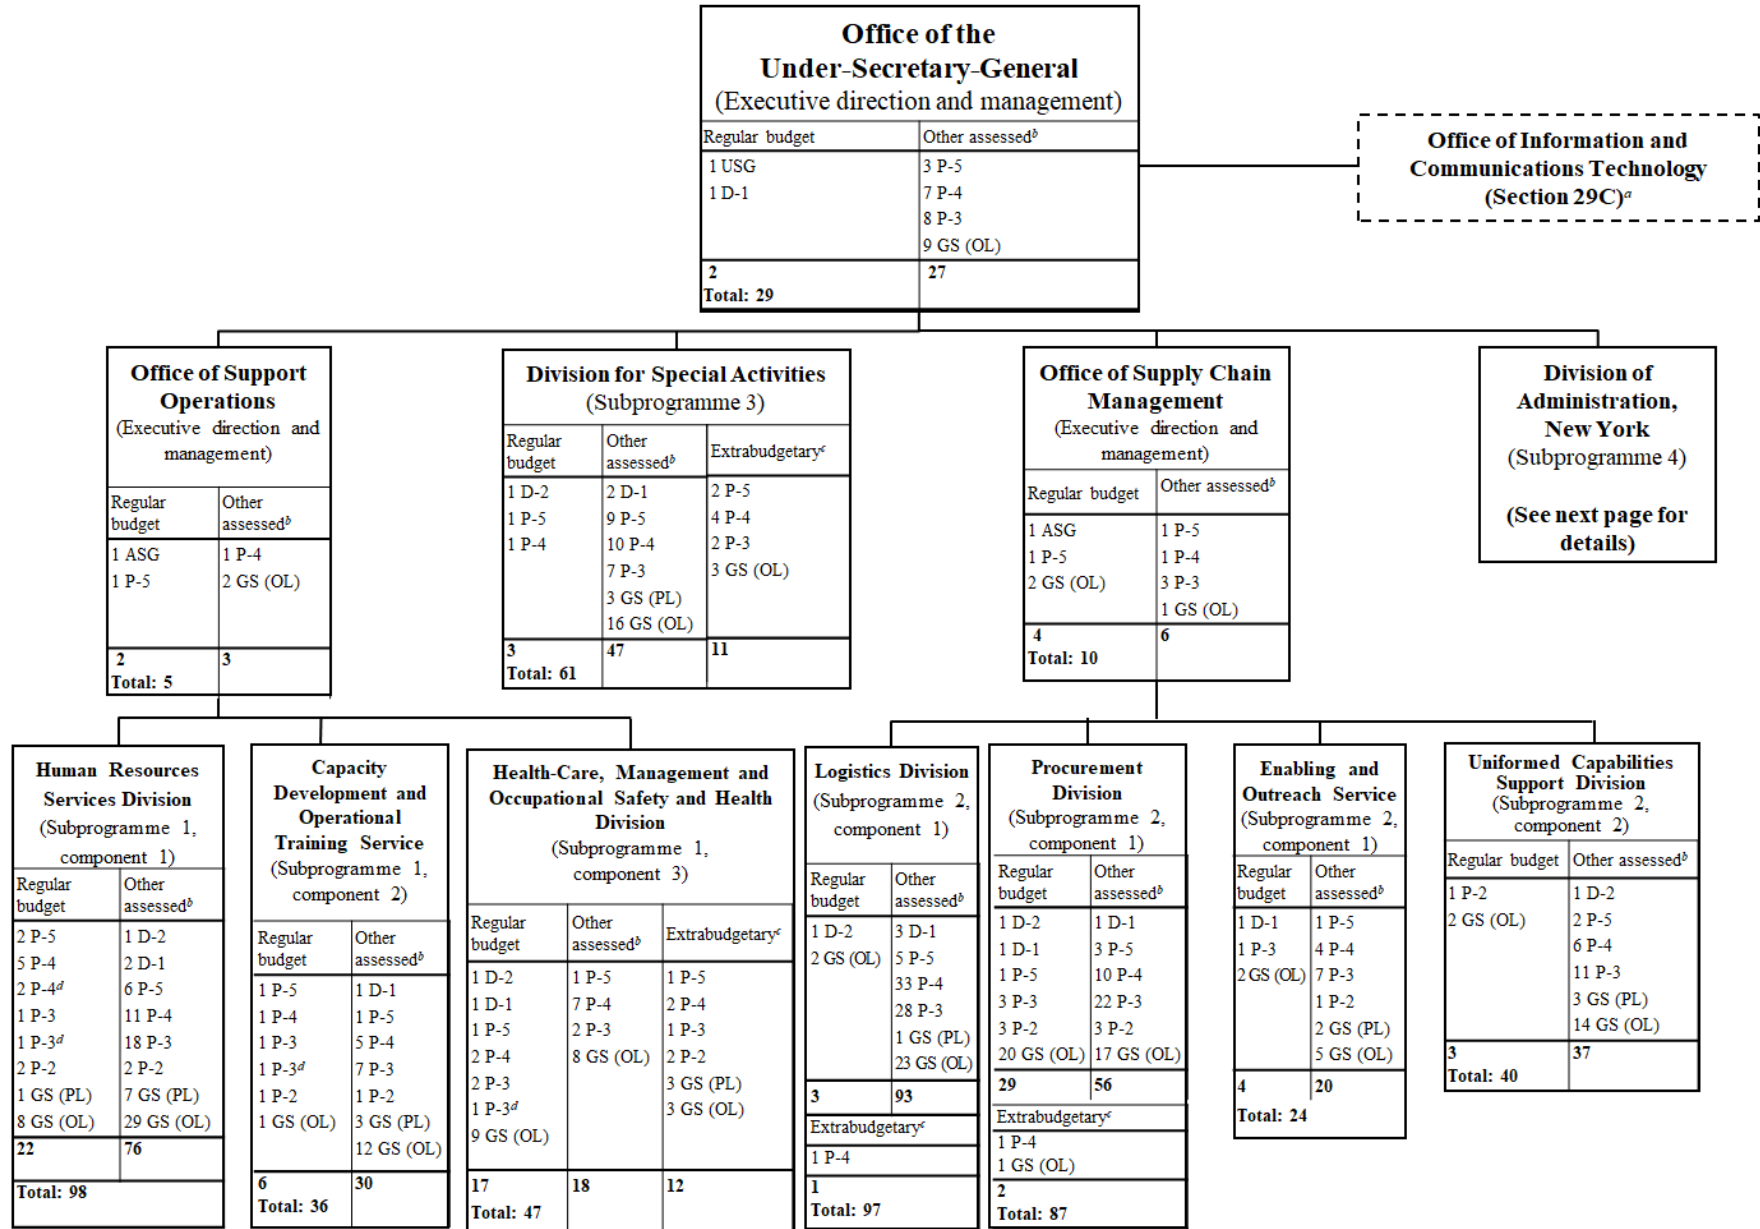 Office of the
Under-Secretary-General
(Executive direction and management)
Regular budget
Other assessedᵇ
1 USG
1 D-1
3 P-5
7 P-4
8 P-3
9 GS (OL)
2
27
Total: 29
Office of Information and
Communications Technology
(Section 29C)ᵃ
Office of Support
Operations
(Executive direction and
management)
Regular
budget
Other
assessedᵇ
1 ASG
1 P-5
1 P-4
2 GS (OL)
2
3
Total: 5
Division for Special Activities
(Subprogramme 3)
Regular
budget
Other
assessedᵇ
Extrabudgetaryᶜ
1 D-2
1 P-5
1 P-4
2 D-1
9 P-5
10 P-4
7 P-3
3 GS (PL)
16 GS (OL)
2 P-5
4 P-4
2 P-3
3 GS (OL)
3
47
11
Total: 61
Office of Supply Chain
Management
(Executive direction and
management)
Regular budget
Other assessedᵇ
1 ASG
1 P-5
2 GS (OL)
1 P-5
1 P-4
3 P-3
1 GS (OL)
4
6
Total: 10
Division of
Administration,
New York
(Subprogramme 4)
(See next page for
details)
Human Resources
Services Division
(Subprogramme 1,
component 1)
Regular
budget
Other
assessedᵇ
2 P-5
5 P-4
2 P-4ᵈ
1 P-3
1 P-3ᵈ
2 P-2
1 GS (PL)
8 GS (OL)
1 D-2
2 D-1
6 P-5
11 P-4
18 P-3
2 P-2
7 GS (PL)
29 GS (OL)
22
76
Total: 98
Capacity
Development and
Operational
Training Service
(Subprogramme 1,
component 2)
Regular
budget
Other
assessedᵇ
1 P-5
1 P-4
1 P-3
1 P-3ᵈ
1 P-2
1 GS (OL)
1 D-1
1 P-5
5 P-4
7 P-3
1 P-2
3 GS (PL)
12 GS (OL)
6
30
Total: 36
Health-Care, Management and
Occupational Safety and Health
Division
(Subprogramme 1,
component 3)
Regular
budget
Other
assessedᵇ
Extrabudgetaryᶜ
1 D-2
1 D-1
1 P-5
2 P-4
2 P-3
1 P-3ᵈ
9 GS (OL)
1 P-5
7 P-4
2 P-3
8 GS (OL)
1 P-5
2 P-4
1 P-3
2 P-2
3 GS (PL)
3 GS (OL)
17
18
12
Total: 47
Logistics Division
(Subprogramme 2,
component 1)
Regular
budget
Other
assessedᵇ
1 D-2
2 GS (OL)
3 D-1
5 P-5
33 P-4
28 P-3
1 GS (PL)
23 GS (OL)
3
93
Extrabudgetaryᶜ
1 P-4
1
Total: 97
Procurement
Division
(Subprogramme 2,
component 1)
Regular
budget
Other
assessedᵇ
1 D-2
1 D-1
1 P-5
3 P-3
3 P-2
20 GS (OL)
1 D-1
3 P-5
10 P-4
22 P-3
3 P-2
17 GS (OL)
29
56
Extrabudgetaryᶜ
1 P-4
1 GS (OL)
2
Total: 87
Enabling and
Outreach Service
(Subprogramme 2,
component 1)
Regular
budget
Other
assessedᵇ
1 D-1
1 P-3
2 GS (OL)
1 P-5
4 P-4
7 P-3
1 P-2
2 GS (PL)
5 GS (OL)
4
20
Total: 24
Uniformed Capabilities
Support Division
(Subprogramme 2,
component 2)
Regular budget
Other assessedᵇ
1 P-2
2 GS (OL)
1 D-2
2 P-5
6 P-4
11 P-3
3 GS (PL)
14 GS (OL)
3
37
Total: 40